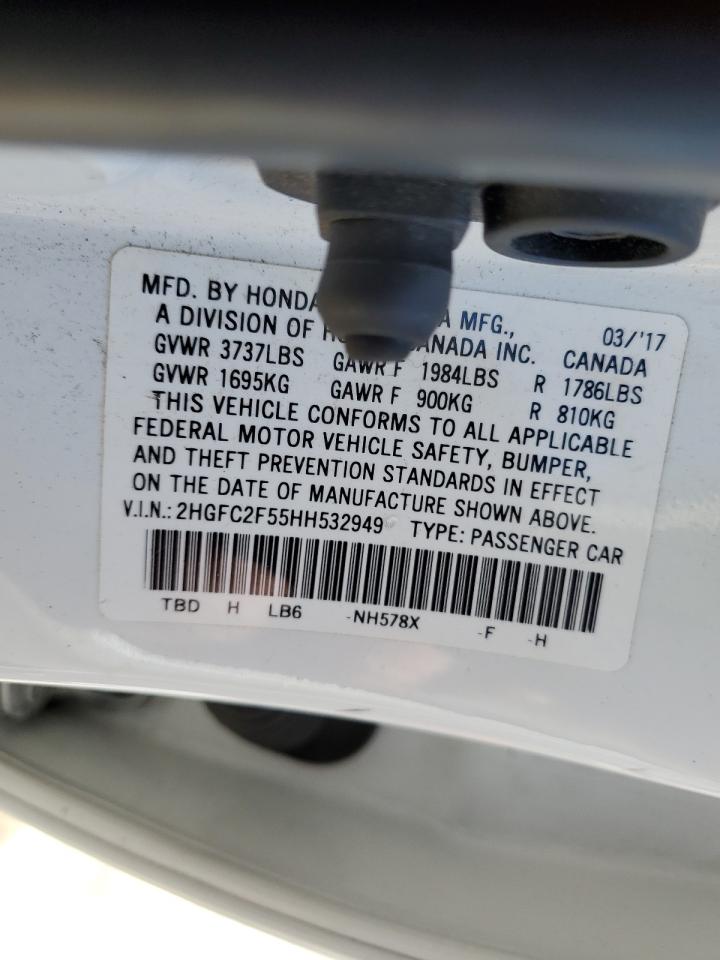 MFD. BY HONDA MFG., 03/'17
A DIVISION OF CANADA INC. CANADA
GVWR 3737LBS GAWR F 1984LBS R 1786LBS
GVWR 1695KG GAWR F 900KG R 810KG
THIS VEHICLE CONFORMS TO ALL APPLICABLE
FEDERAL MOTOR VEHICLE SAFETY, BUMPER,
AND THEFT PREVENTION STANDARDS IN EFFECT
ON THE DATE OF MANUFACTURE SHOWN ABOVE.
V.I.N.: 2HGFC2F55HH532949 TYPE: PASSENGER CAR
TBD H LB6 -NH578X -F -H